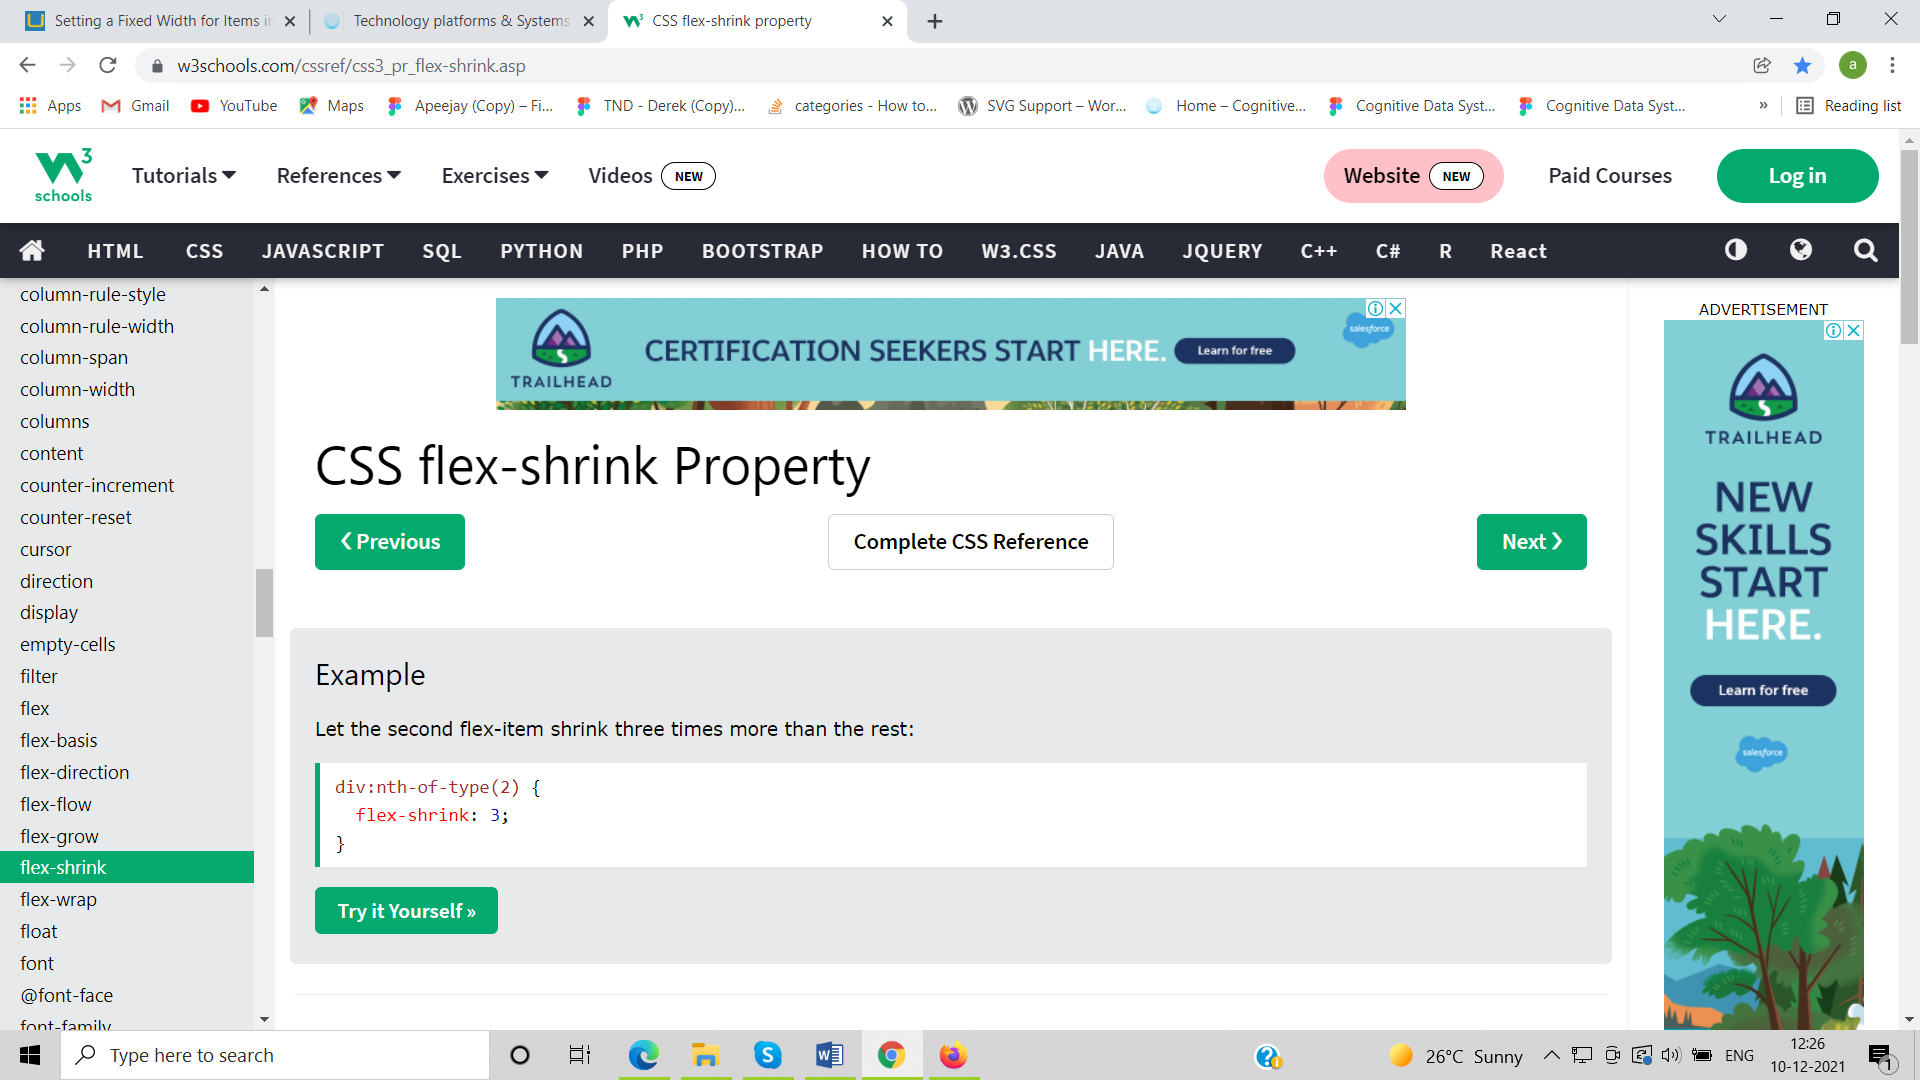 Setting a Fixed Width for Items in
Technology platforms & Systems
CSS flex-shrink property
w3schools.com/cssref/css3_pr_flex-shrink.asp
a
Apps
Gmail
YouTube
Maps
Apeejay (Copy) – Fi...
TND - Derek (Copy)...
categories - How to...
SVG Support – Wor...
Home – Cognitive...
Cognitive Data Syst...
Cognitive Data Syst...
»
Reading list
W3 schools
Tutorials
References
Exercises
Videos NEW
Website NEW
Paid Courses
Log in
HTML
CSS
JAVASCRIPT
SQL
PYTHON
PHP
BOOTSTRAP
HOW TO
W3.CSS
JAVA
JQUERY
C++
C#
R
React
column-rule-style
column-rule-width
column-span
column-width
columns
content
counter-increment
counter-reset
cursor
direction
display
empty-cells
filter
flex
flex-basis
flex-direction
flex-flow
flex-grow
flex-shrink
flex-wrap
float
font
@font-face
font-family
TRAILHEAD
CERTIFICATION SEEKERS START HERE.
Learn for free
salesforce
CSS flex-shrink Property
❮ Previous
Complete CSS Reference
Next ❯
Example
Let the second flex-item shrink three times more than the rest:
div:nth-of-type(2) {
flex-shrink: 3;
}
Try it Yourself »
ADVERTISEMENT
TRAILHEAD
NEW
SKILLS
START
HERE.
Learn for free
salesforce
Type here to search
26°C Sunny
ENG
12:26
10-12-2021
1